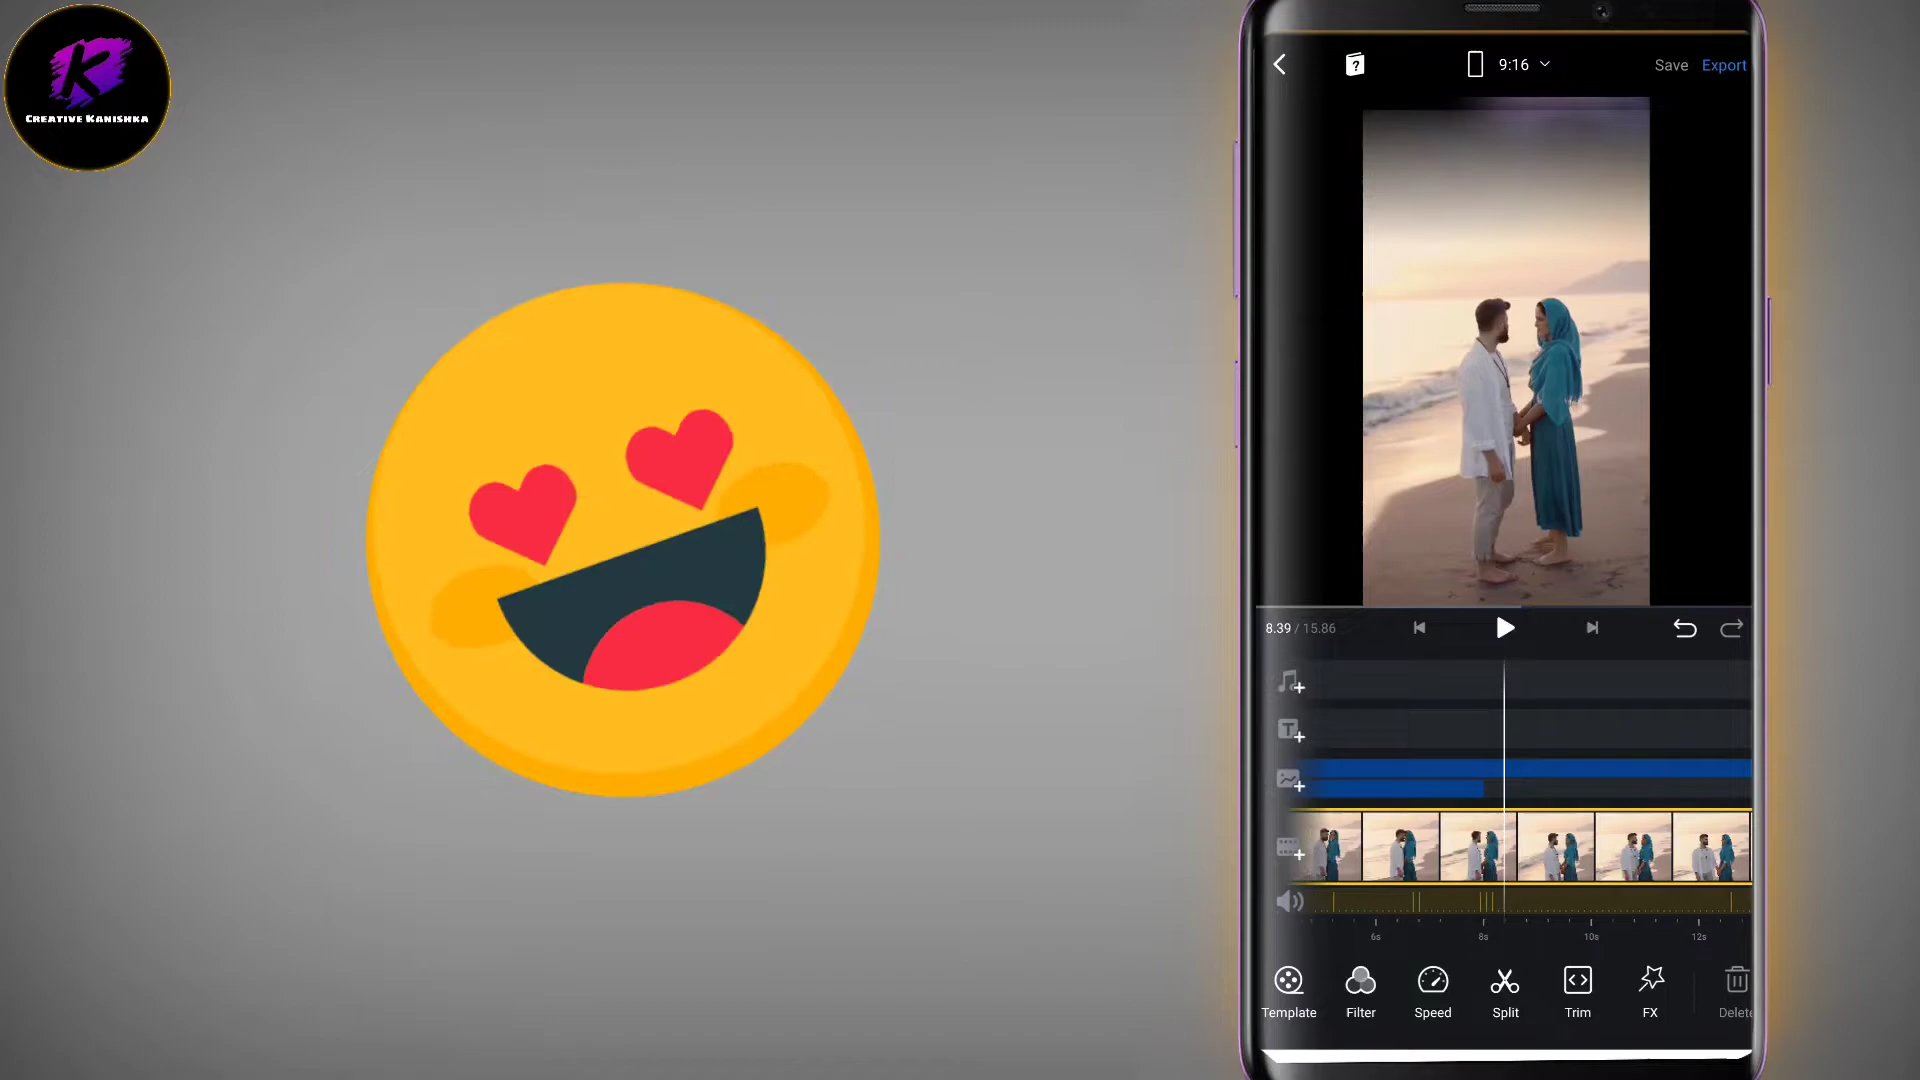 K
CREATIVE KANISHKA
9:16
Save
Export
8.39 / 15.86
T
6s
8s
10s
12s
Template
Filter
Speed
Split
Trim
FX
Delete